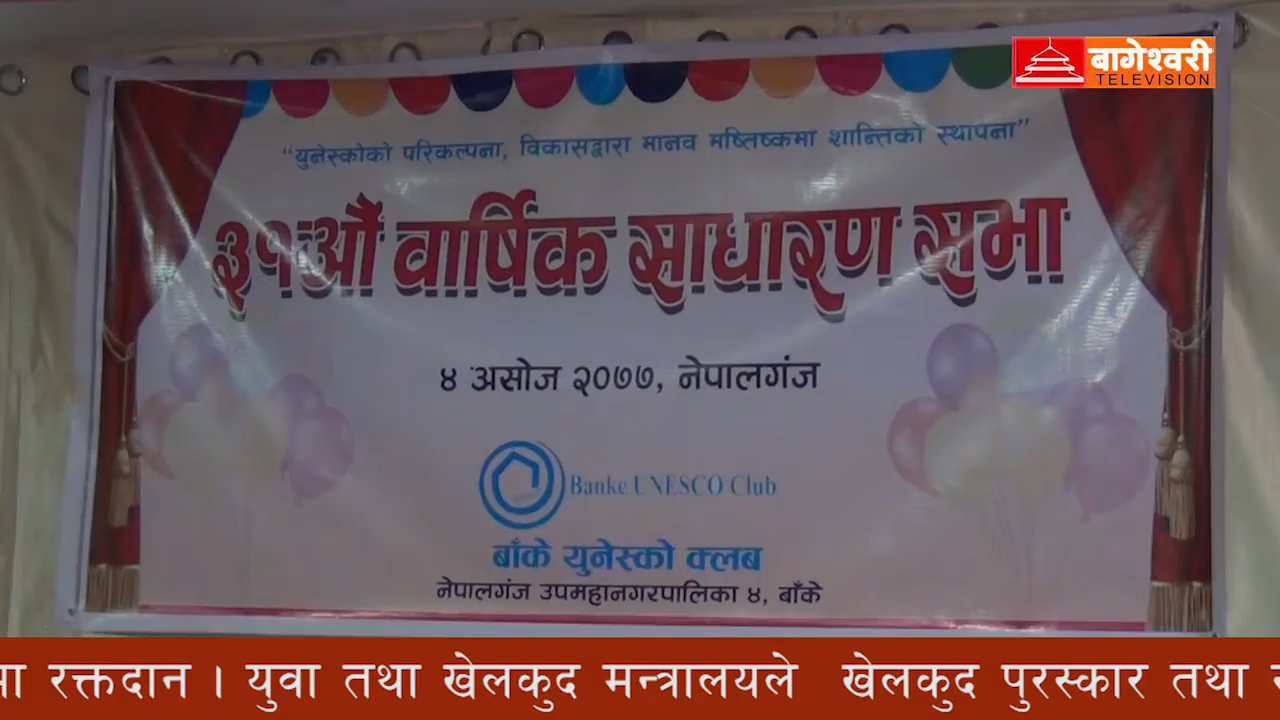 बागेश्वरी
TELEVISION
“युनेस्कोको परिकल्पना, विकासद्वारा मानव मष्तिष्कमा शान्तिको स्थापना”
३१औं वार्षिक साधारण सभा
४ असोज २०७७, नेपालगंज
Banke UNESCO Club
बाँके युनेस्को क्लब
नेपालगंज उपमहानगरपालिका ४, बाँके
रक्तदान । युवा तथा खेलकुद मन्त्रालयले खेलकुद पुरस्कार तथा